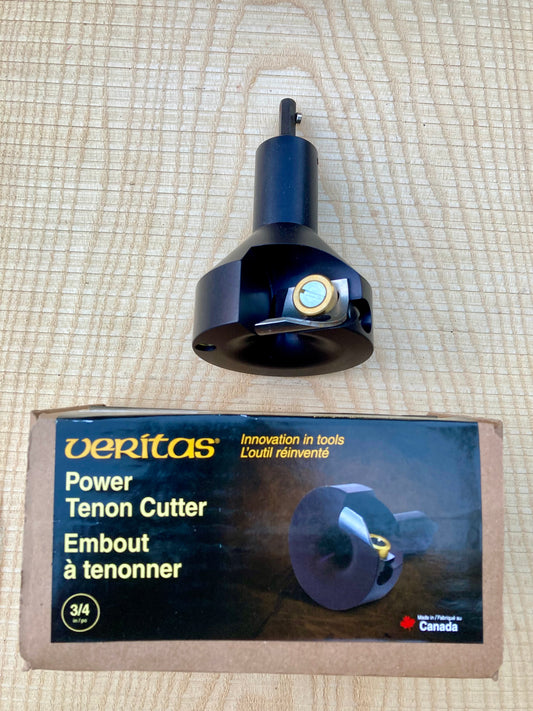 veritas®
Innovation in tools
L'outil réinventé
Power
Tenon Cutter
Embout
à tenonner
3/4
in/po
Made in/Fabriqué au
Canada